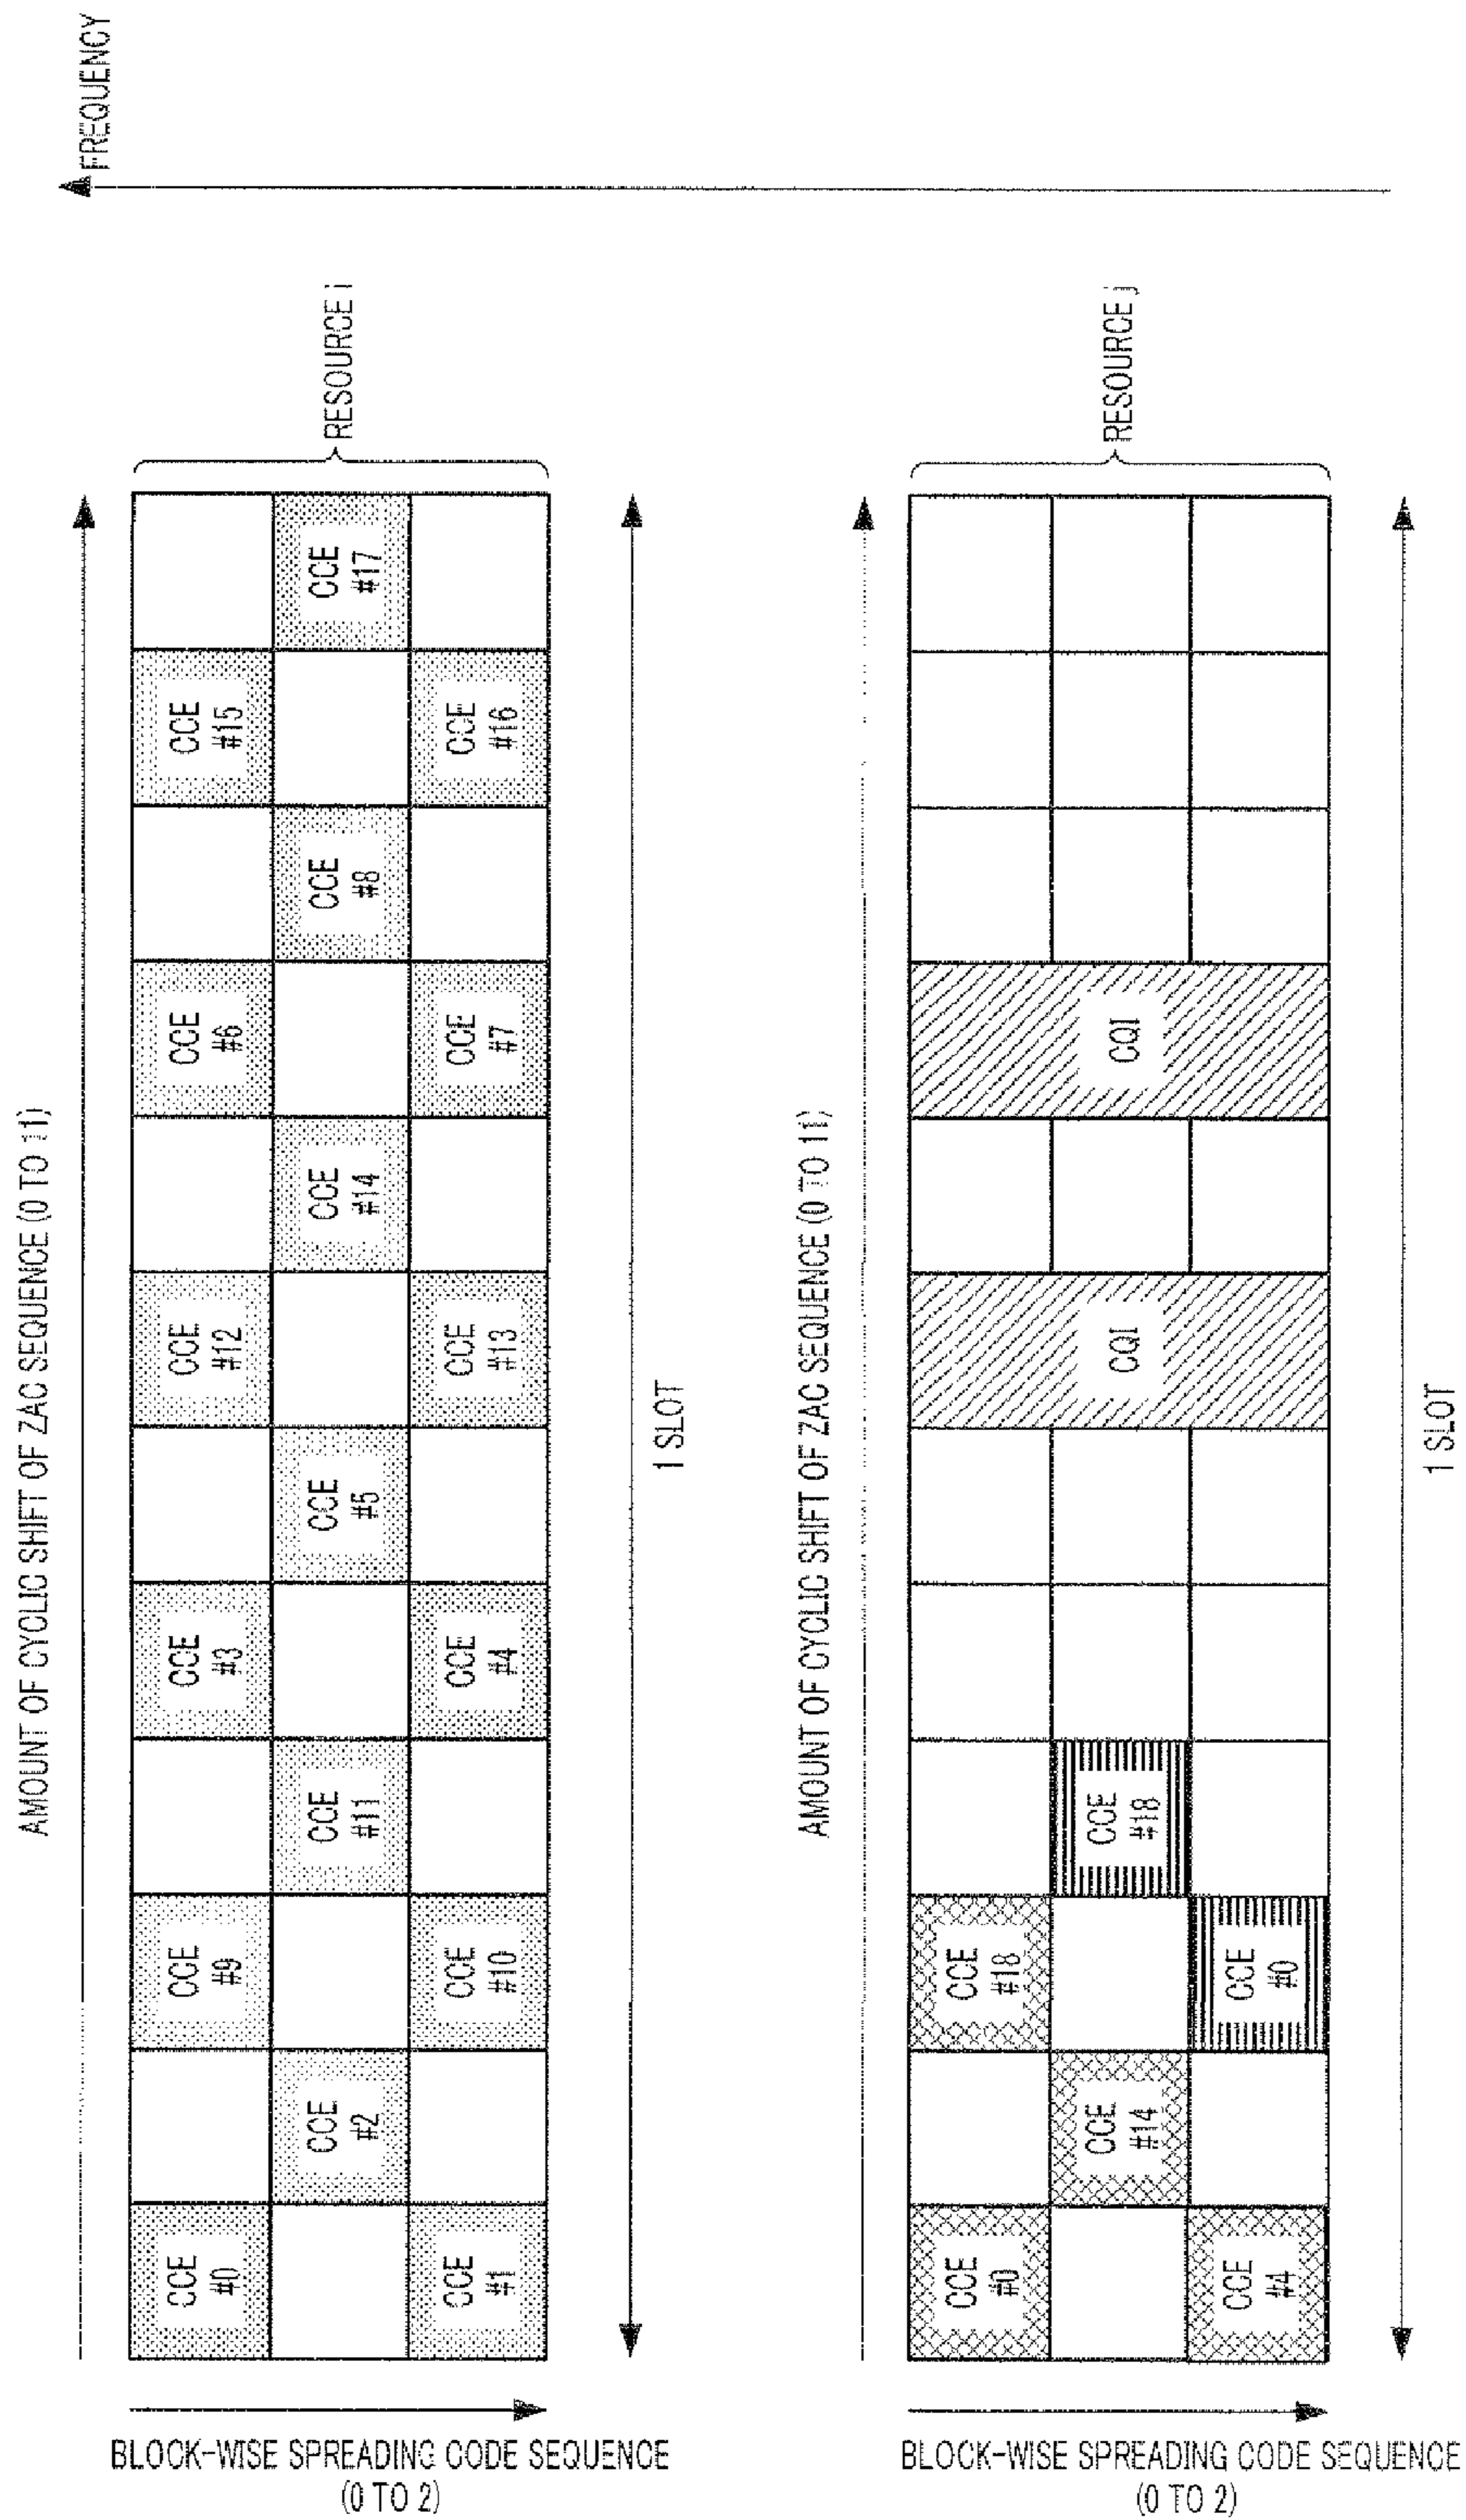 FREQUENCY
AMOUNT OF CYCLIC SHIFT OF ZAC SEQUENCE (0 TO 11)
BLOCK-WISE SPREADING CODE SEQUENCE
(0 TO 2)
CCE
#0
CCE
#9
CCE
#3
CCE
#12
CCE
#6
CCE
#15
CCE
#2
CCE
#11
CCE
#5
CCE
#14
CCE
#8
CCE
#17
CCE
#1
CCE
#10
CCE
#4
CCE
#13
CCE
#7
CCE
#16
RESOURCE i
1 SLOT
AMOUNT OF CYCLIC SHIFT OF ZAC SEQUENCE (0 TO 11)
BLOCK-WISE SPREADING CODE SEQUENCE
(0 TO 2)
CCE
#0
CCE
#18
CCE
#14
CCE
#18
CQI
CQI
CCE
#4
CCE
#0
RESOURCE j
1 SLOT